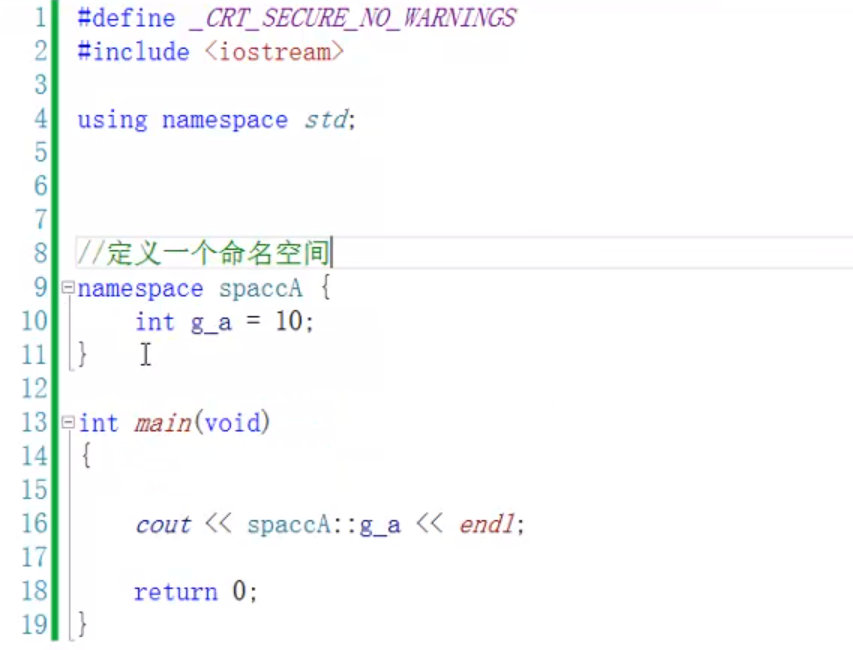 1 #define _CRT_SECURE_NO_WARNINGS
2 #include <iostream>
3
4 using namespace std;
5
6
7
8 //定义一个命名空间
9 namespace spaccA {
10 int g_a = 10;
11 }
12
13 int main(void)
14 {
15
16 cout << spaccA::g_a << endl;
17
18 return 0;
19 }